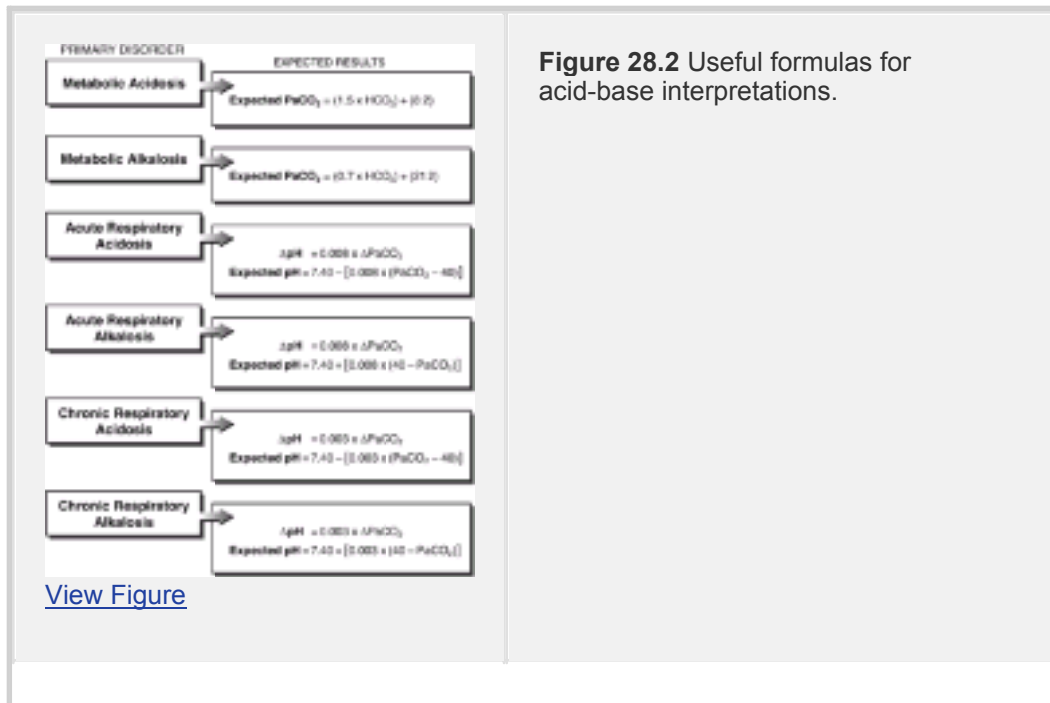 PRIMARY DISORDER
EXPECTED RESULTS
Metabolic Acidosis
Expected PaCO₂ = (1.5 x HCO₃) + (8 2)
Metabolic Alkalosis
Expected PaCO₂ = (0.7 x HCO₃) + (21 2)
Acute Respiratory
Acidosis
ΔpH = 0.008 x ΔPaCO₂
Expected pH = 7.40 – [0.008 x (PaCO₂ – 40)]
Acute Respiratory
Alkalosis
ΔpH = 0.008 x ΔPaCO₂
Expected pH = 7.40 + [0.008 x (40 – PaCO₂)]
Chronic Respiratory
Acidosis
ΔpH = 0.003 x ΔPaCO₂
Expected pH = 7.40 – [0.003 x (PaCO₂ – 40)]
Chronic Respiratory
Alkalosis
ΔpH = 0.003 x ΔPaCO₂
Expected pH = 7.40 + [0.003 x (40 – PaCO₂)]
View Figure
Figure 28.2 Useful formulas for
acid-base interpretations.